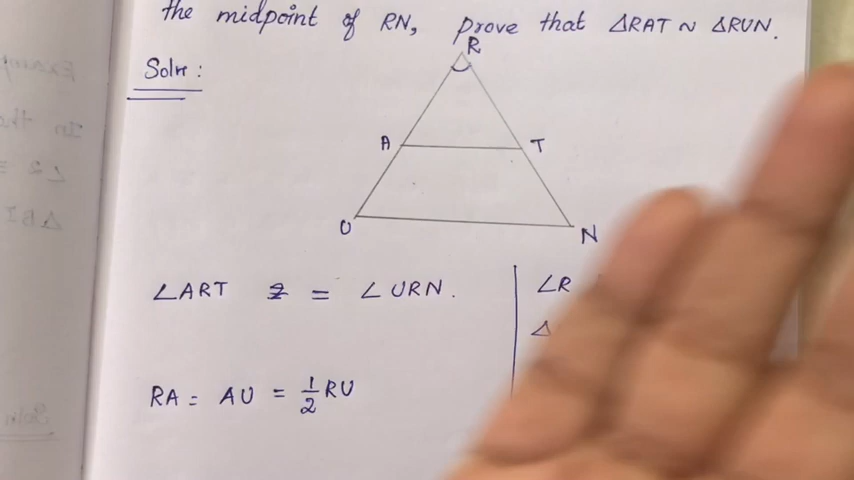 the midpoint of RN, prove that ΔRAT ~ ΔRUN.
Soln :
R
A
T
U
N
∠ART = ∠URN.
∠R
Δ
RA = AU = 1/2 RU